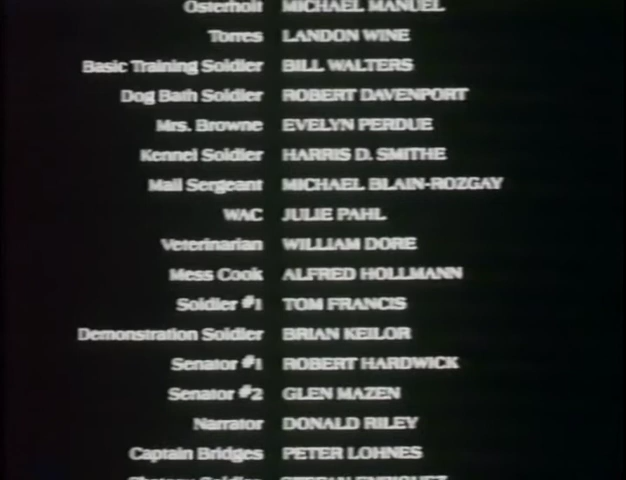 Osterholt MICHAEL MANUEL
Torres LANDON WINE
Basic Training Soldier BILL WALTERS
Dog Bath Soldier ROBERT DAVENPORT
Mrs. Browne EVELYN PERDUE
Kennel Soldier HARRIS D. SMITHE
Mail Sergeant MICHAEL BLAIN-ROZGAY
WAC JULIE PAHL
Veterinarian WILLIAM DORE
Mess Cook ALFRED HOLLMANN
Soldier #1 TOM FRANCIS
Demonstration Soldier BRIAN KEILOR
Senator #1 ROBERT HARDWICK
Senator #2 GLEN MAZEN
Narrator DONALD RILEY
Captain Bridges PETER LOHNES
Soldier